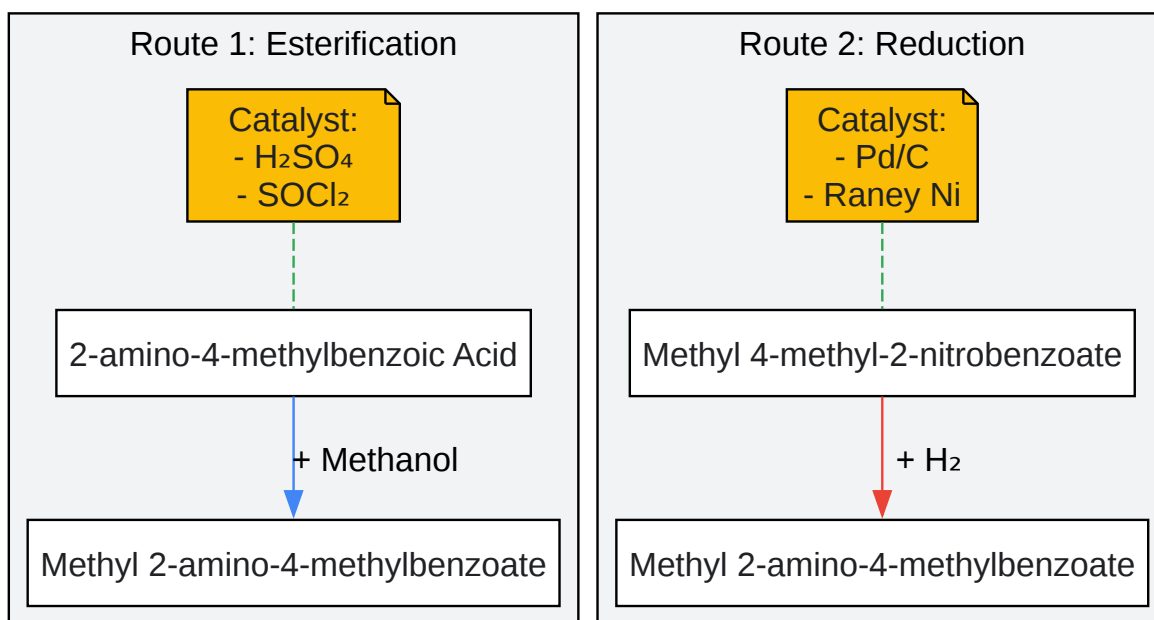 Route 1: Esterification
Catalyst:
- H₂SO₄
- SOCl₂
2-amino-4-methylbenzoic Acid
+ Methanol
Methyl 2-amino-4-methylbenzoate
Route 2: Reduction
Catalyst:
- Pd/C
- Raney Ni
Methyl 4-methyl-2-nitrobenzoate
+ H₂
Methyl 2-amino-4-methylbenzoate